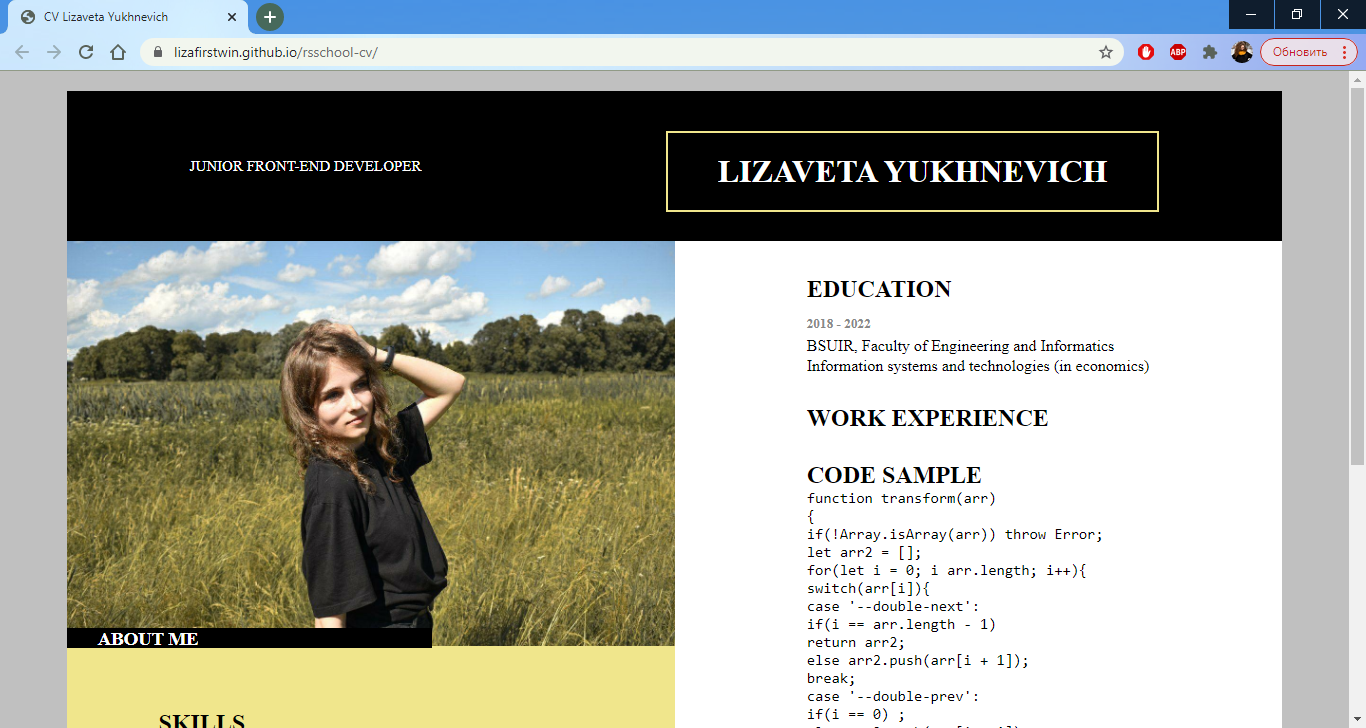 CV Lizaveta Yukhnevich
lizafirstwin.github.io/rsschool-cv/
ABP
Обновить
JUNIOR FRONT-END DEVELOPER
LIZAVETA YUKHNEVICH
ABOUT ME
SKILLS
EDUCATION
2018 - 2022
BSUIR, Faculty of Engineering and Informatics
Information systems and technologies (in economics)
WORK EXPERIENCE
CODE SAMPLE
function transform(arr)
{
if(!Array.isArray(arr)) throw Error;
let arr2 = [];
for(let i = 0; i arr.length; i++){
switch(arr[i]){
case '--double-next':
if(i == arr.length - 1)
return arr2;
else arr2.push(arr[i + 1]);
break;
case '--double-prev':
if(i == 0) ;